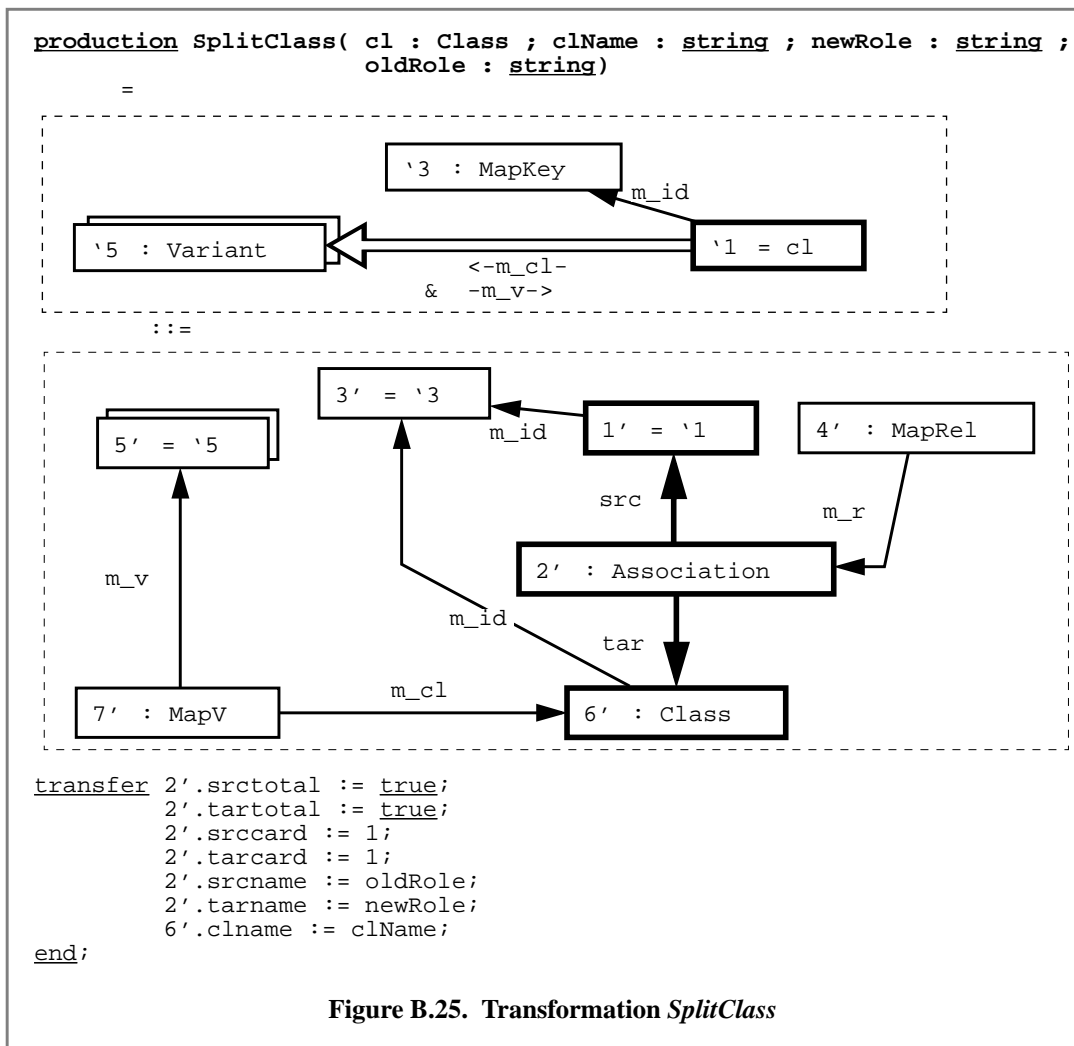 production SplitClass( cl : Class ; clName : string ; newRole : string ;
oldRole : string)
=
‘3 : MapKey
m_id
‘5 : Variant
‘1 = cl
<-m_cl-
& -m_v->
::=
3’ = ‘3
5’ = ‘5
m_id
1’ = ‘1
4’ : MapRel
src
m_r
m_v
2’ : Association
m_id
tar
m_cl
7’ : MapV
6’ : Class
transfer 2’.srctotal := true;
2’.tartotal := true;
2’.srccard := 1;
2’.tarcard := 1;
2’.srcname := oldRole;
2’.tarname := newRole;
6’.clname := clName;
end;
Figure B.25. Transformation SplitClass